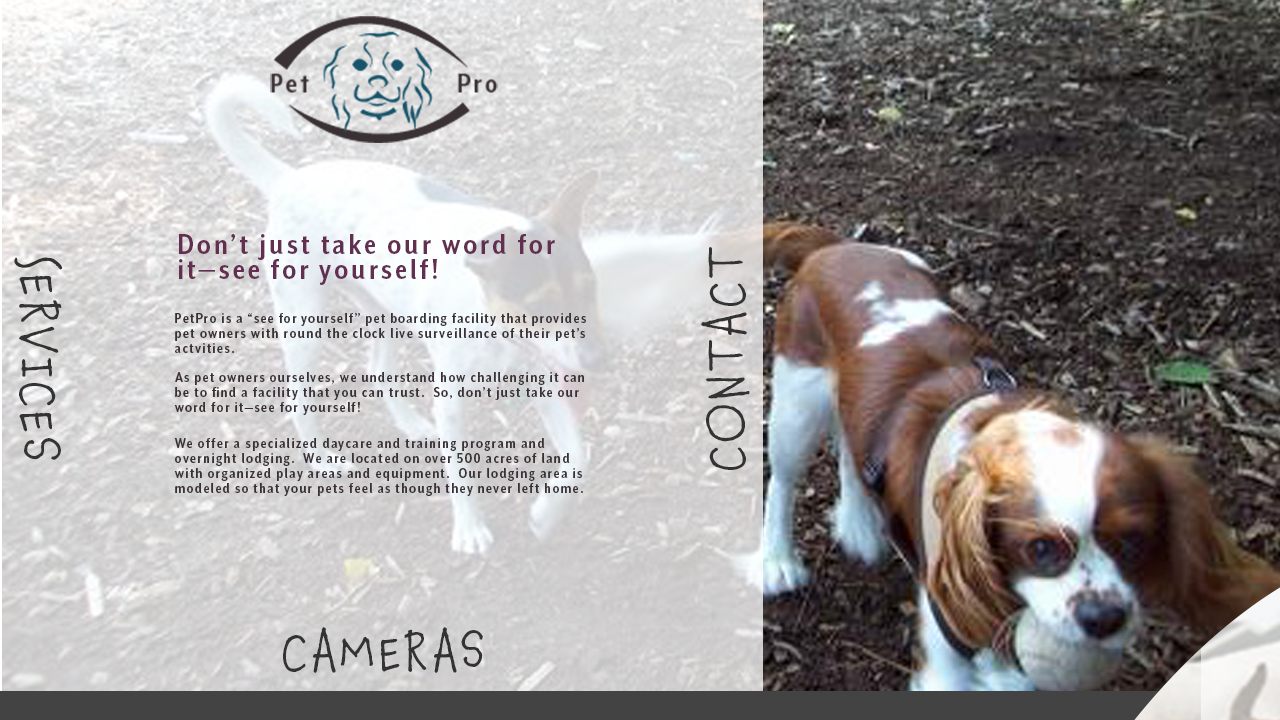 Pet Pro
Don’t just take our word for
it—see for yourself!
PetPro is a “see for yourself” pet boarding facility that provides
pet owners with round the clock live surveillance of their pet’s
actvities.
As pet owners ourselves, we understand how challenging it can
be to find a facility that you can trust.  So, don’t just take our
word for it—see for yourself!
We offer a specialized daycare and training program and
overnight lodging.  We are located on over 500 acres of land
with organized play areas and equipment.  Our lodging area is
modeled so that your pets feel as though they never left home.
SERVICES
CONTACT
CAMERAS